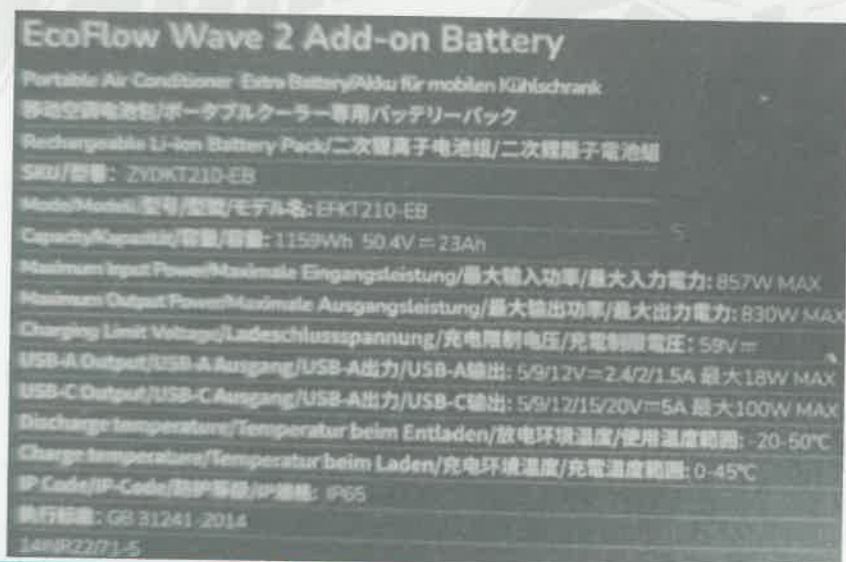 EcoFlow Wave 2 Add-on Battery
Portable Air Conditioner Extra Battery/Akku für mobilen Kühlschrank
移动空调电池包/ポータブルクーラー専用バッテリーパック
Rechargeable Li-ion Battery Pack/二次锂离子电池组/二次鋰離子電池組
SKU/型番: ZYDKT210-EB
Model/Modell/型号/型號/モデル名: EFKT210-EB
Capacity/Kapazität/容量/容量: 1159Wh 50.4V⎓23Ah
Maximum Input Power/Maximale Eingangsleistung/最大输入功率/最大入力電力: 857W MAX
Maximum Output Power/Maximale Ausgangsleistung/最大输出功率/最大出力電力: 830W MAX
Charging Limit Voltage/Ladeschlussspannung/充电限制电压/充電制限電圧: 59V⎓
USB-A Output/USB-A Ausgang/USB-A出力/USB-A输出: 5/9/12V⎓2.4/2/1.5A 最大18W MAX
USB-C Output/USB-C Ausgang/USB-A出力/USB-C输出: 5/9/12/15/20V⎓5A 最大100W MAX
Discharge temperature/Temperatur beim Entladen/放电环境温度/使用温度範囲: -20-50℃
Charge temperature/Temperatur beim Laden/充电环境温度/充電温度範囲: 0-45℃
IP Code/IP-Code/防护等级/IP規格: IP65
执行标准: GB 31241-2014
14INR22/71-5